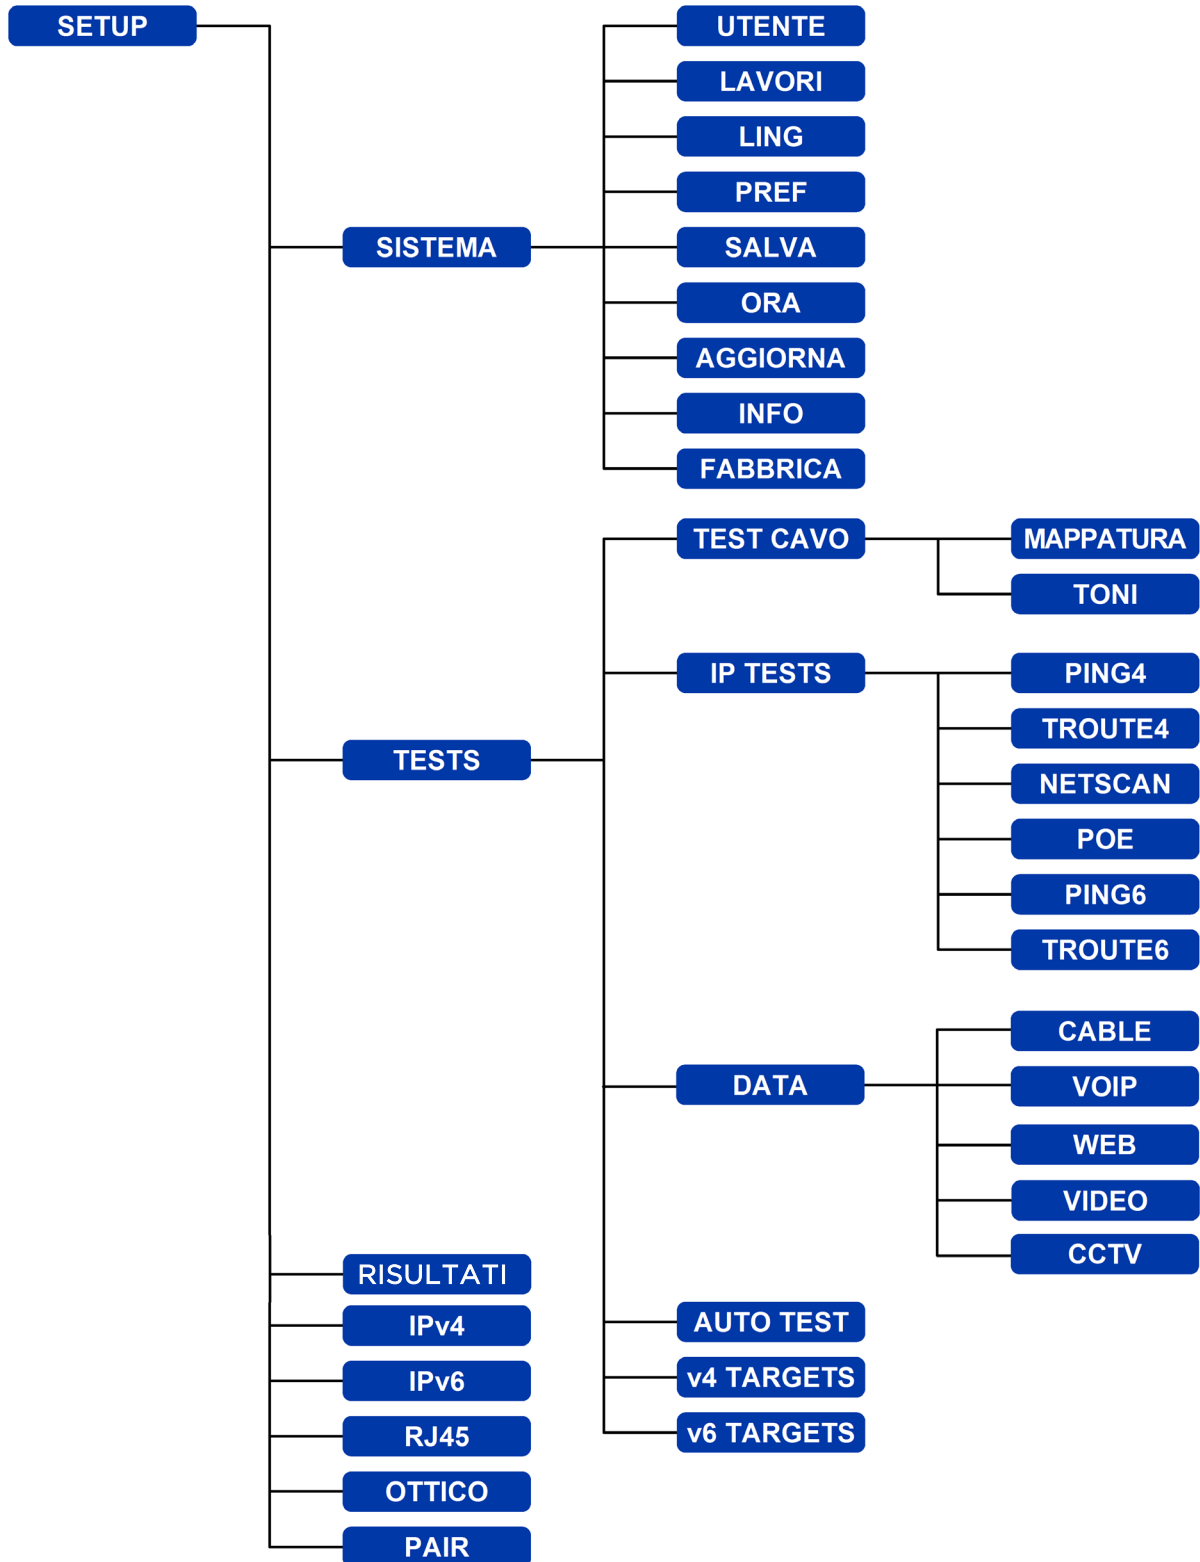 SETUP
SISTEMA
UTENTE
LAVORI
LING
PREF
SALVA
ORA
AGGIORNA
INFO
FABBRICA
TESTS
TEST CAVO
MAPPATURA
TONI
IP TESTS
PING4
TROUTE4
NETSCAN
POE
PING6
TROUTE6
DATA
CABLE
VOIP
WEB
VIDEO
CCTV
AUTO TEST
v4 TARGETS
v6 TARGETS
RISULTATI
IPv4
IPv6
RJ45
OTTICO
PAIR